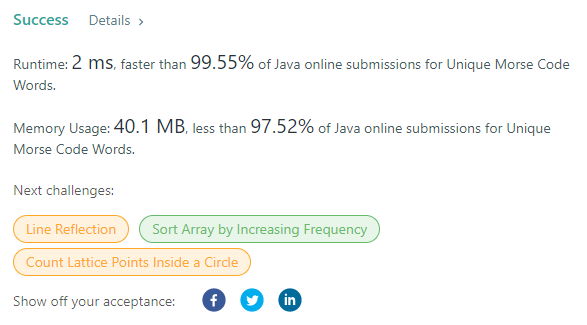 Success Details >
Runtime: 2 ms, faster than 99.55% of Java online submissions for Unique Morse Code
Words.
Memory Usage: 40.1 MB, less than 97.52% of Java online submissions for Unique
Morse Code Words.
Next challenges:
Line Reflection Sort Array by Increasing Frequency
Count Lattice Points Inside a Circle
Show off your acceptance: f in